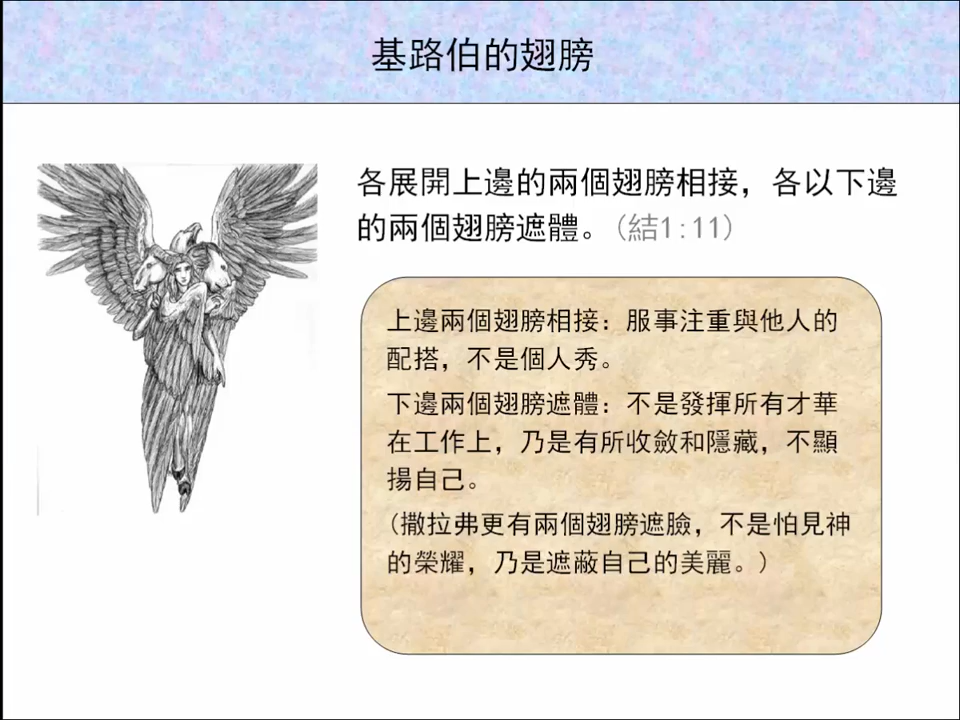 基路伯的翅膀
各展開上邊的兩個翅膀相接，各以下邊
的兩個翅膀遮體。(結1:11)
上邊兩個翅膀相接：服事注重與他人的
配搭，不是個人秀。
下邊兩個翅膀遮體：不是發揮所有才華
在工作上，乃是有所收斂和隱藏，不顯
揚自己。
(撒拉弗更有兩個翅膀遮臉，不是怕見神
的榮耀，乃是遮蔽自己的美麗。)